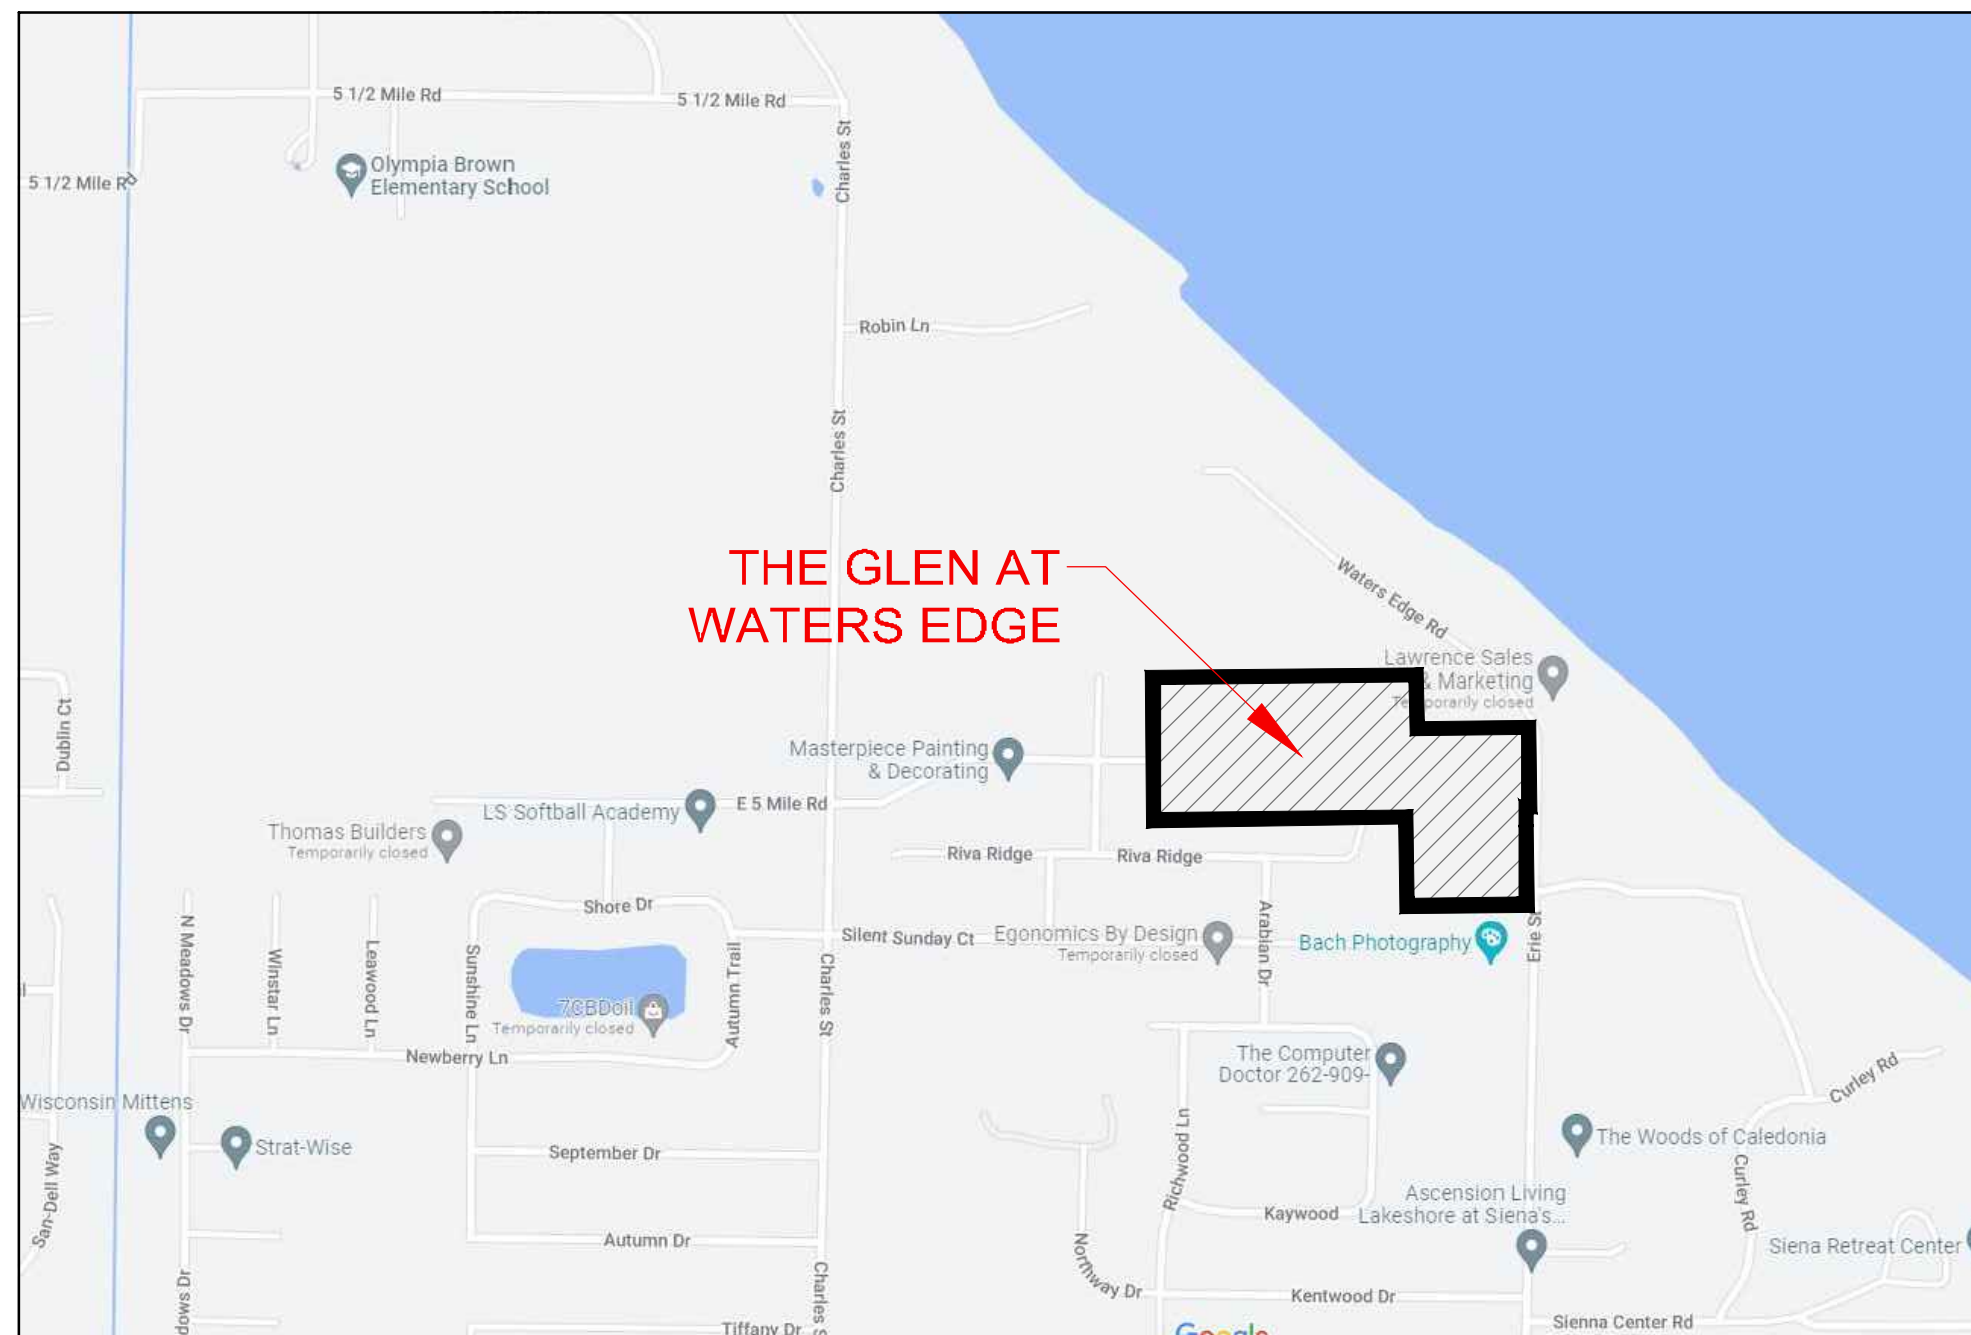 5 1/2 Mile Rd
5 1/2 Mile Rd
Charles St
Olympia Brown
Elementary School
5 1/2 Mile Rd
Robin Ln
Charles St
THE GLEN AT
WATERS EDGE
Waters Edge Rd
Lawrence Sales
& Marketing
Temporarily closed
Dublin Ct
Masterpiece Painting
& Decorating
E 5 Mile Rd
LS Softball Academy
Thomas Builders
Temporarily closed
Riva Ridge
Riva Ridge
Shore Dr
N Meadows Dr
Winstar Ln
Leawood Ln
Sunshine Ln
Autumn Trail
Charles St
Silent Sunday Ct
Egonomics By Design
Temporarily closed
Arabian Dr
Bach Photography
Erie St
7CBDoil
Temporarily closed
Newberry Ln
The Computer
Doctor 262-909-
Curley Rd
Wisconsin Mittens
Strat-Wise
September Dr
San-Dell Way
Richwood Ln
The Woods of Caledonia
Curley Rd
Ascension Living
Lakeshore at Siena's...
Kaywood
Autumn Dr
Northway Dr
Siena Retreat Center
Kentwood Dr
dows Dr
Charles S
Tiffany Dr
Google
Sienna Center Rd